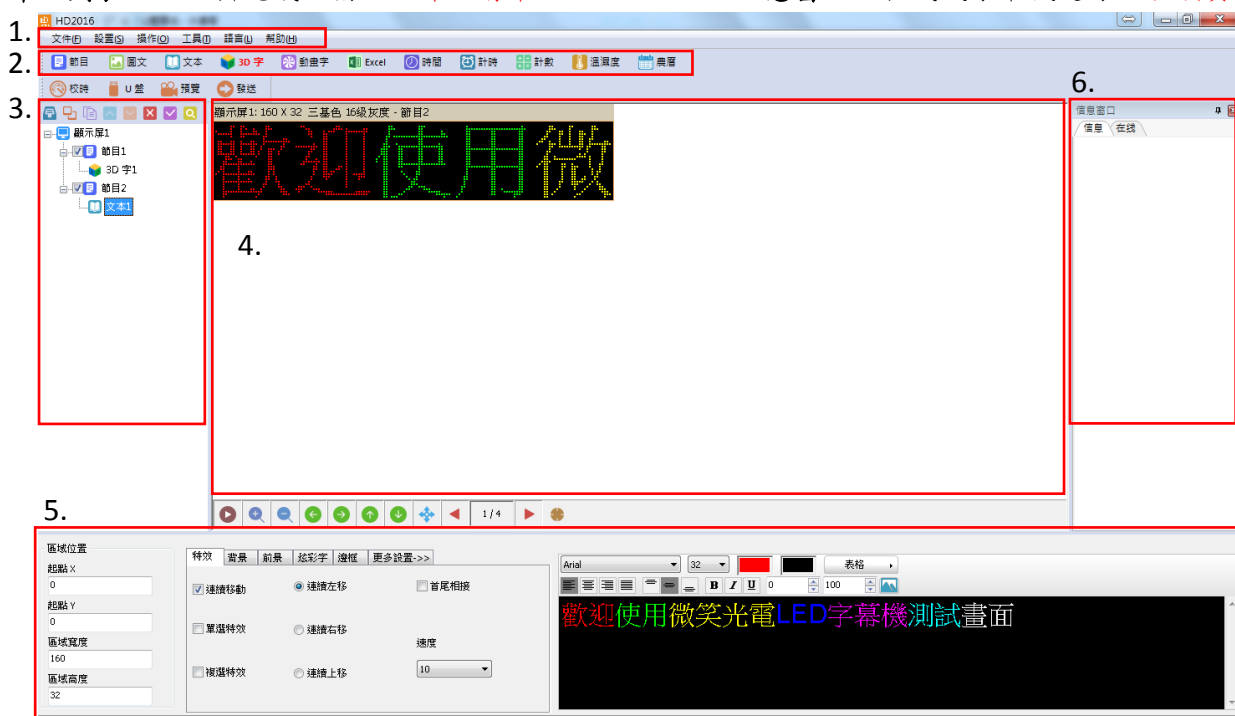 HD2016
1.
文件(F) 設置(S) 操作(O) 工具(T) 語言(L) 幫助(H)
2.
節目 圖文 文本 3D 字 動畫字 Excel 時間 計時 計數 溫濕度 農曆
校時 U 盤 預覽 發送
3.
顯示屏1
節目1
3D 字1
節目2
文本1
顯示屏1: 160 X 32 三基色 16級灰度 - 節目2
歡迎使用微
4.
6.
信息窗口
信息 在线
1 / 4
5.
區域位置
起點 X
0
起點 Y
0
區域寬度
160
區域高度
32
特效 背景 前景 炫彩字 邊框 更多設置->>
連續移動 連續左移 首尾相接
單選特效 連續右移
速度
複選特效 連續上移 10
Arial 32 表格
B I U 0 100
歡迎使用微笑光電LED字幕機測試畫面